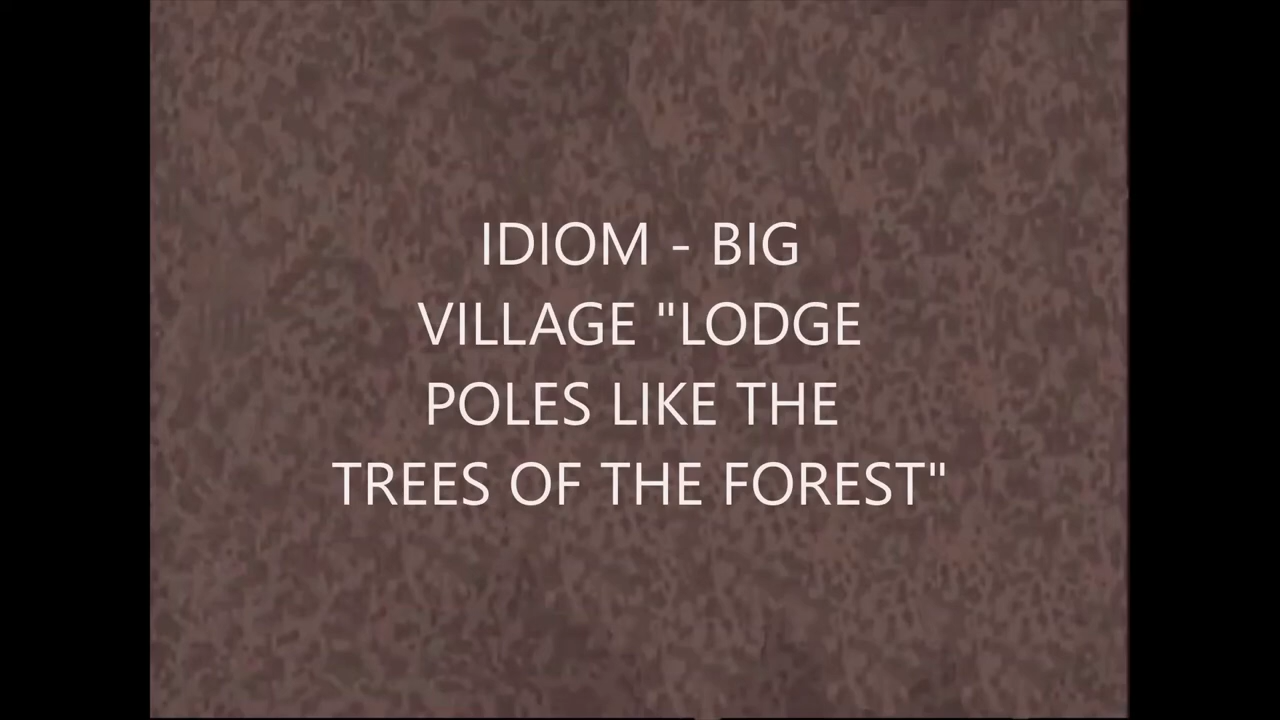 IDIOM - BIG
VILLAGE "LODGE
POLES LIKE THE
TREES OF THE FOREST"